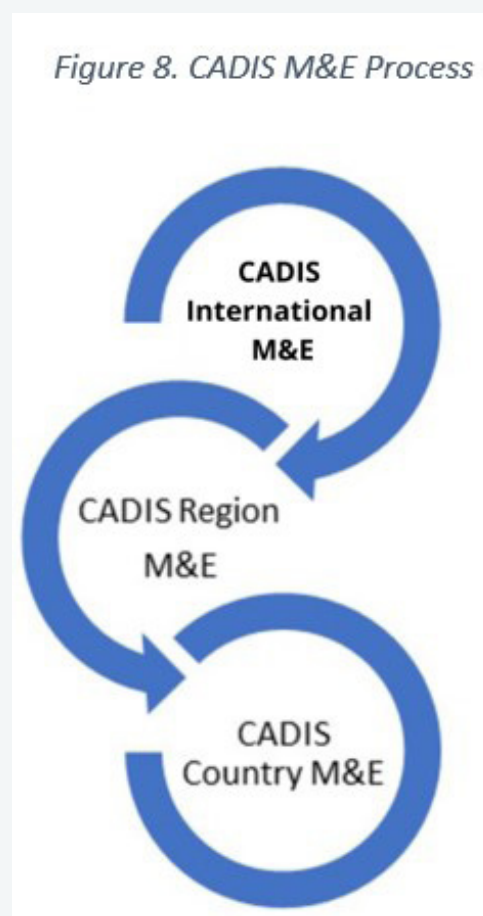 Figure 8. CADIS M&E Process
CADIS
International
M&E
CADIS Region
M&E
CADIS
Country M&E